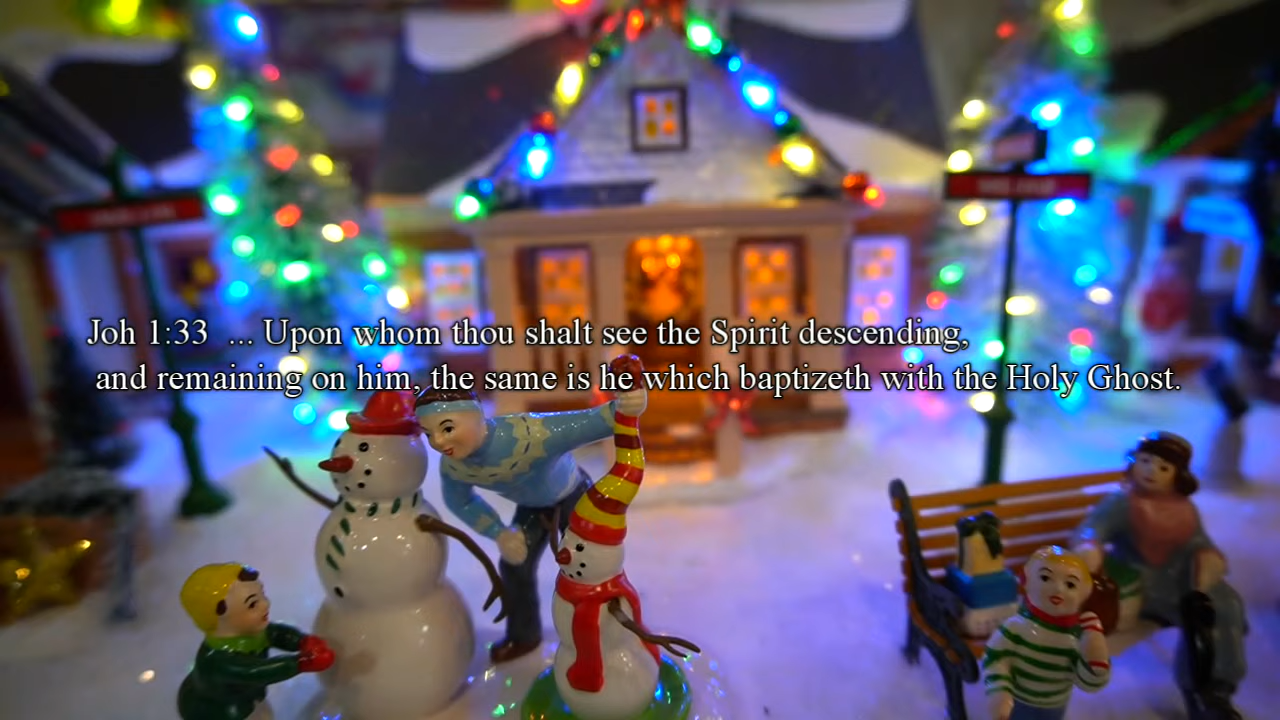 Joh 1:33 ... Upon whom thou shalt see the Spirit descending,
and remaining on him, the same is he which baptizeth with the Holy Ghost.